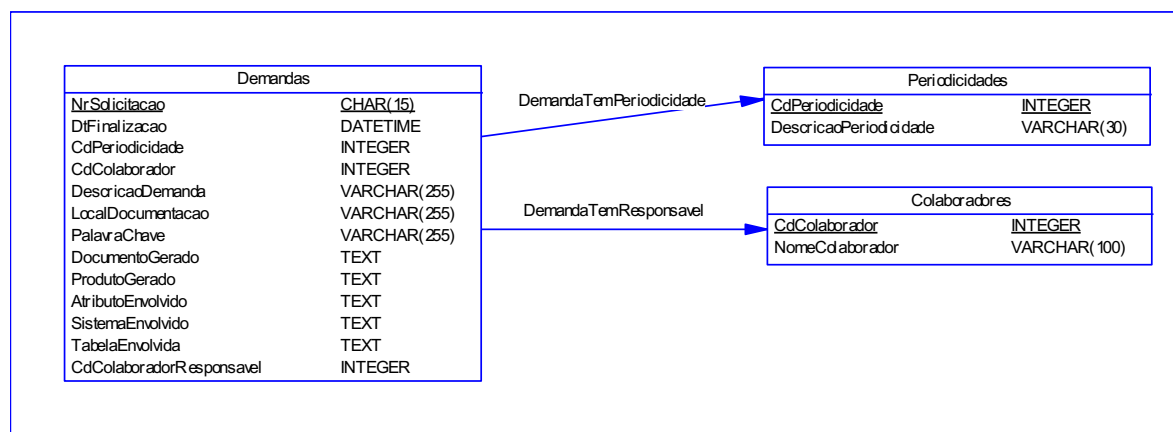 Demandas
NrSolicitacao CHAR(15)
DtFinalizacao DATETIME
CdPeriodicidade INTEGER
CdColaborador INTEGER
DescricaoDemanda VARCHAR(255)
LocalDocumentacao VARCHAR(255)
PalavraChave VARCHAR(255)
DocumentoGerado TEXT
ProdutoGerado TEXT
AtributoEnvolvido TEXT
SistemaEnvolvido TEXT
TabelaEnvolvida TEXT
CdColaboradorResponsavel INTEGER
DemandaTemPeriodicidade
DemandaTemResponsavel
Periodicidades
CdPeriodicidade INTEGER
DescricaoPeriodicidade VARCHAR(30)
Colaboradores
CdColaborador INTEGER
NomeColaborador VARCHAR(100)